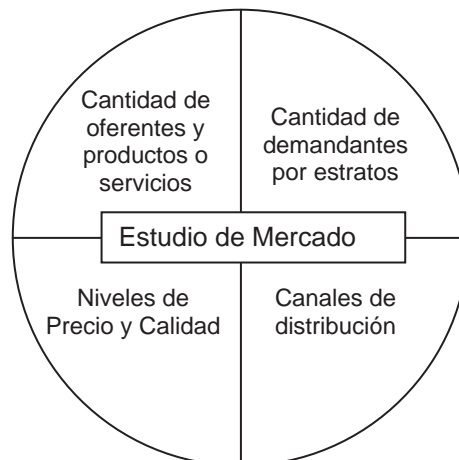 Cantidad de
oferentes y
productos o
servicios
Cantidad de
demandantes
por estratos
Estudio de Mercado
Niveles de
Precio y Calidad
Canales de
distribución